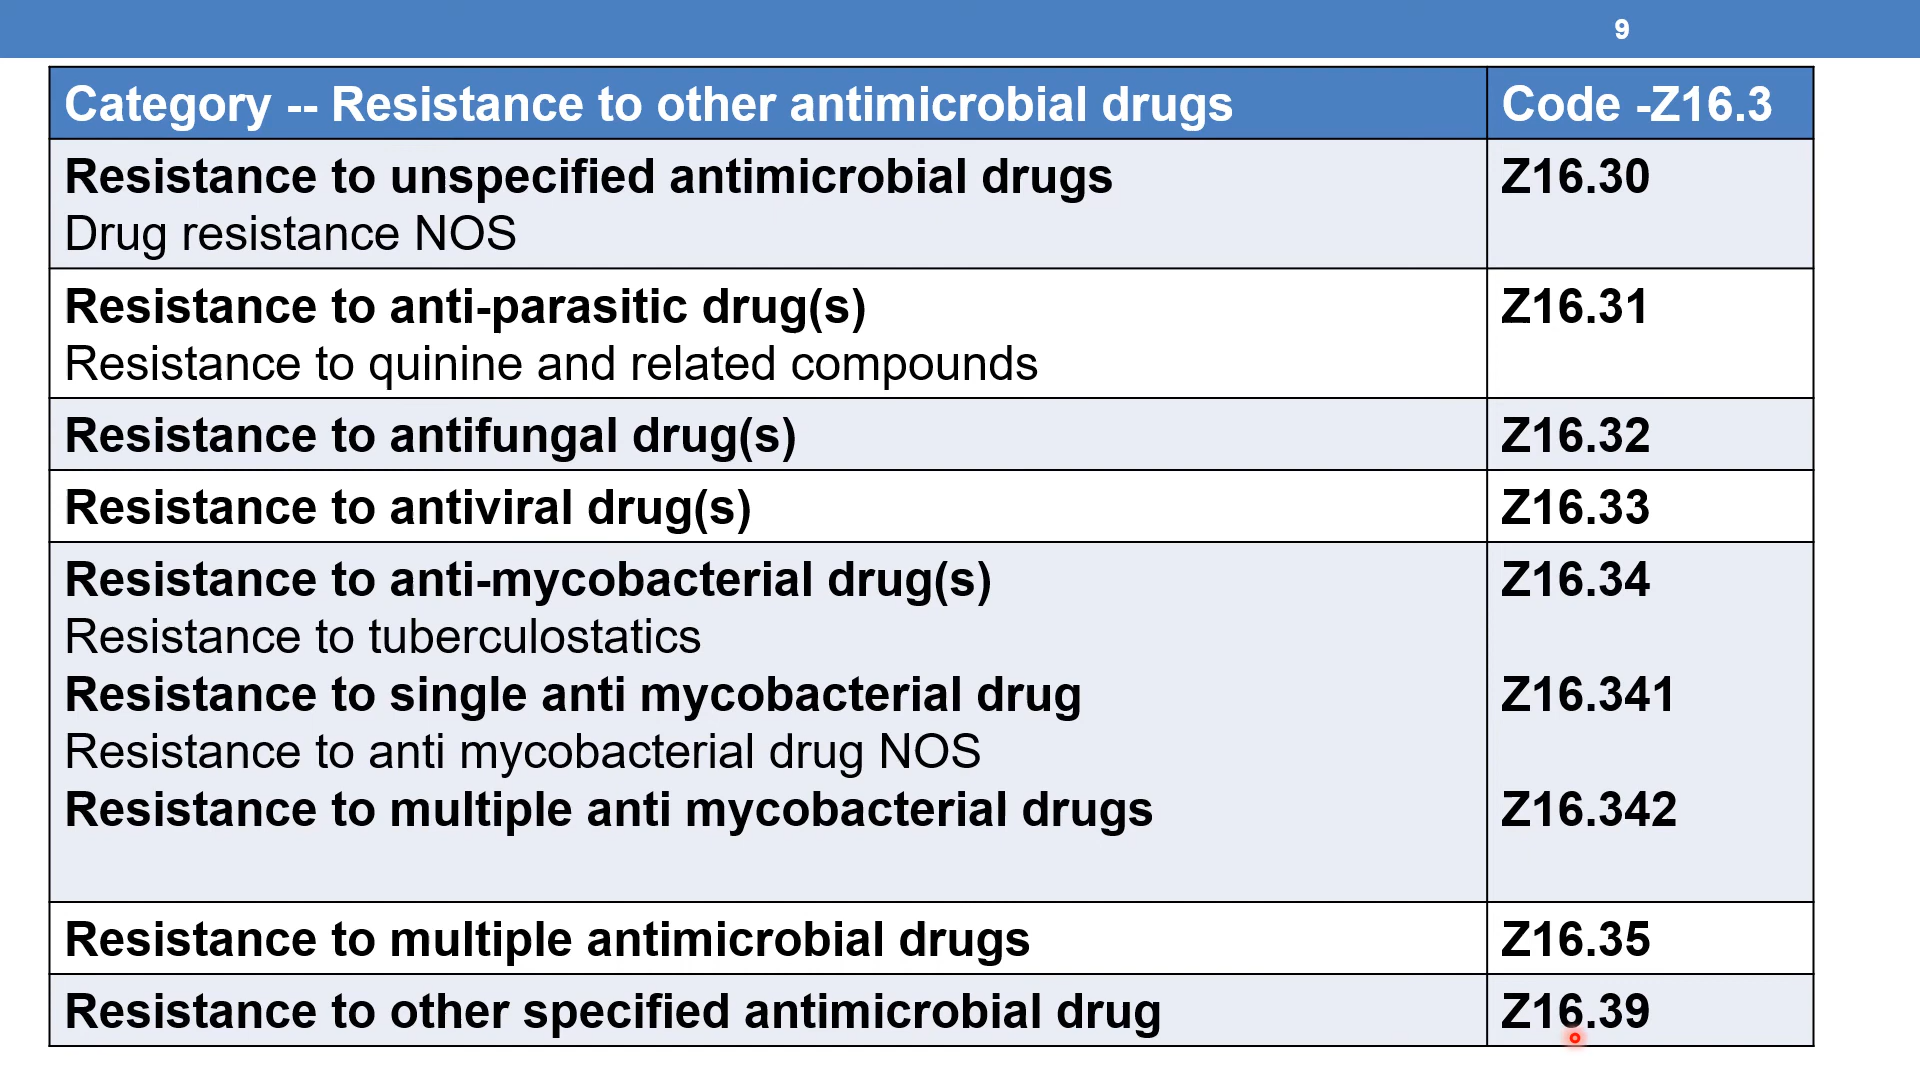 9
Category -- Resistance to other antimicrobial drugs Code -Z16.3
Resistance to unspecified antimicrobial drugs Z16.30
Drug resistance NOS
Resistance to anti-parasitic drug(s) Z16.31
Resistance to quinine and related compounds
Resistance to antifungal drug(s) Z16.32
Resistance to antiviral drug(s) Z16.33
Resistance to anti-mycobacterial drug(s) Z16.34
Resistance to tuberculostatics
Resistance to single anti mycobacterial drug Z16.341
Resistance to anti mycobacterial drug NOS
Resistance to multiple anti mycobacterial drugs Z16.342
Resistance to multiple antimicrobial drugs Z16.35
Resistance to other specified antimicrobial drug Z16.39